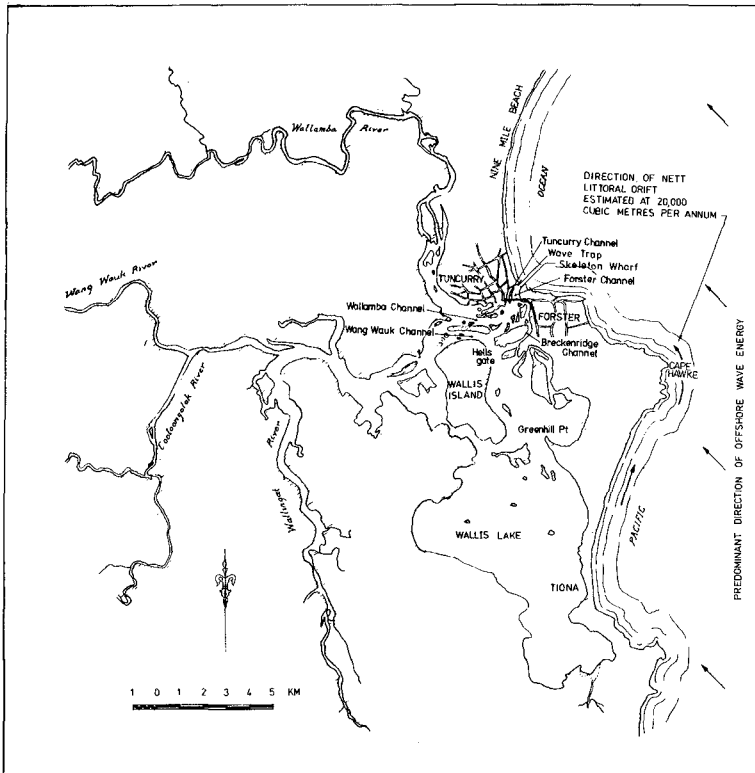 Wallamba River
NINE MILE BEACH
OCEAN
DIRECTION OF NETT
LITTORAL DRIFT
ESTIMATED AT 20,000
CUBIC METRES PER ANNUM
Tuncurry Channel
Wave Trap
Skeleton Wharf
Forster Channel
TUNCURRY
Wang Wauk River
Wallamba Channel
FORSTER
Wang Wauk Channel
Breckenridge
Channel
Hells
gate
CAPE
HAWKE
WALLIS
ISLAND
Coolongolok River
Greenhill Pt
River
Wallingat
WALLIS LAKE
PACIFIC
TIONA
PREDOMINANT DIRECTION OF OFFSHORE WAVE ENERGY
1 0 1 2 3 4 5 KM